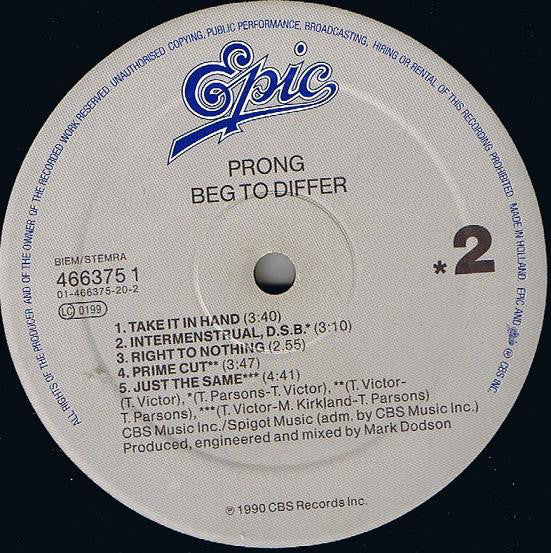 ALL RIGHTS OF THE PRODUCER AND OF THE OWNER OF THE RECORDED WORK RESERVED. UNAUTHORISED COPYING, PUBLIC PERFORMANCE, BROADCASTING, HIRING OR RENTAL OF THIS RECORDING PROHIBITED. MADE IN HOLLAND. EPIC AND ℗ CBS INC.
Epic
PRONG
BEG TO DIFFER
BIEM/STEMRA
466375 1
01-466375-20-2
LC 0199
*2
1. TAKE IT IN HAND (3:40)
2. INTERMENSTRUAL, D.S.B.* (3:10)
3. RIGHT TO NOTHING (2.55)
4. PRIME CUT** (3:47)
5. JUST THE SAME*** (4:41)
(T. Victor), *(T. Parsons-T. Victor), **(T. Victor-
T. Parsons), ***(T. Victor-M. Kirkland-T. Parsons)
CBS Music Inc./Spigot Music (adm. by CBS Music Inc.)
Produced, engineered and mixed by Mark Dodson
℗ 1990 CBS Records Inc.